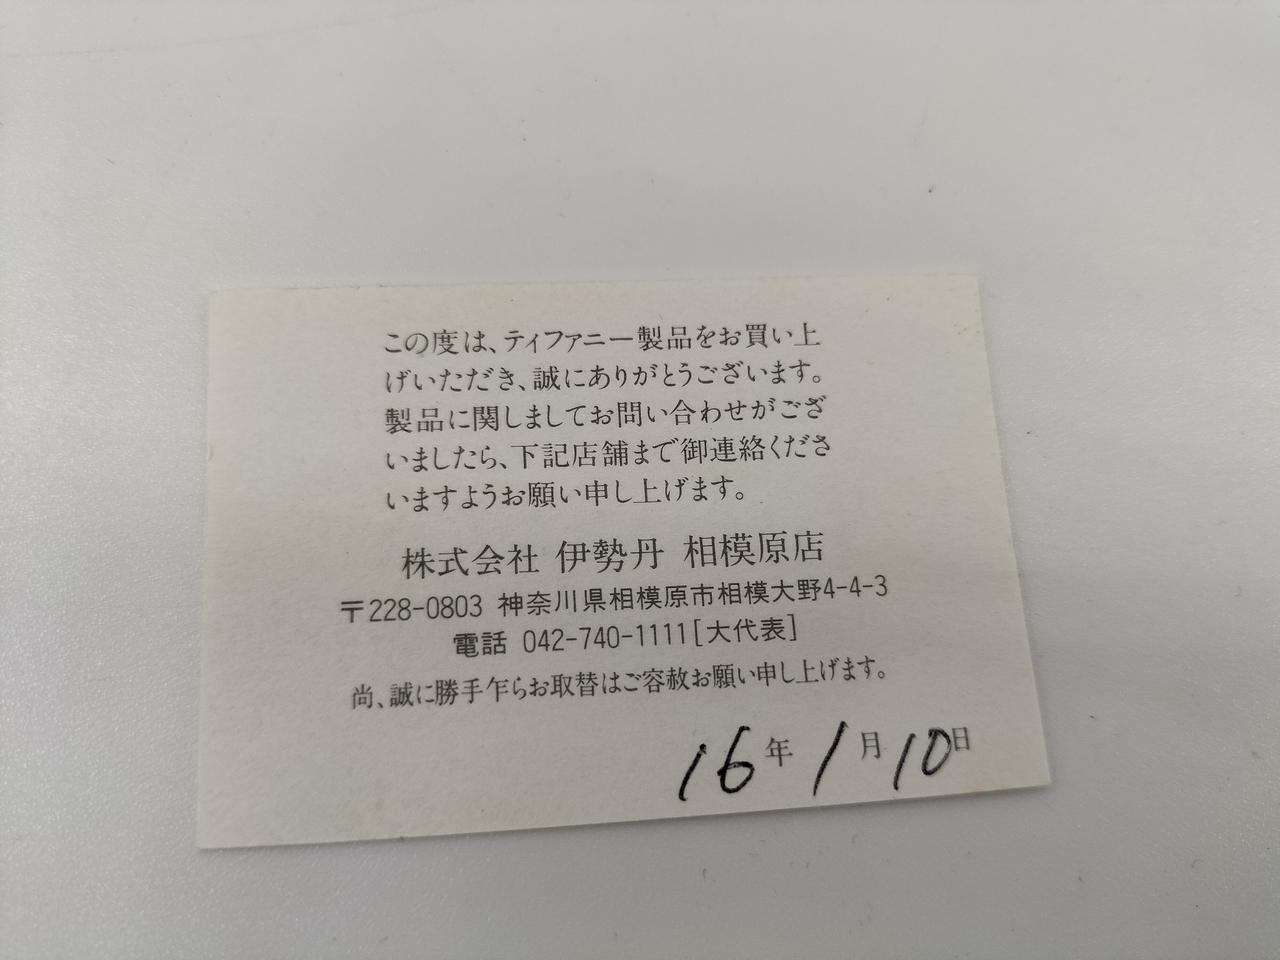 この度は、ティファニー製品をお買い上
げいただき、誠にありがとうございます。
製品に関しましてお問い合わせがござ
いましたら、下記店舗まで御連絡くださ
いますようお願い申し上げます。
株式会社 伊勢丹 相模原店
〒228-0803 神奈川県相模原市相模大野4-4-3
電話 042-740-1111[大代表]
尚、誠に勝手乍らお取替はご容赦お願い申し上げます。
16年1月10日